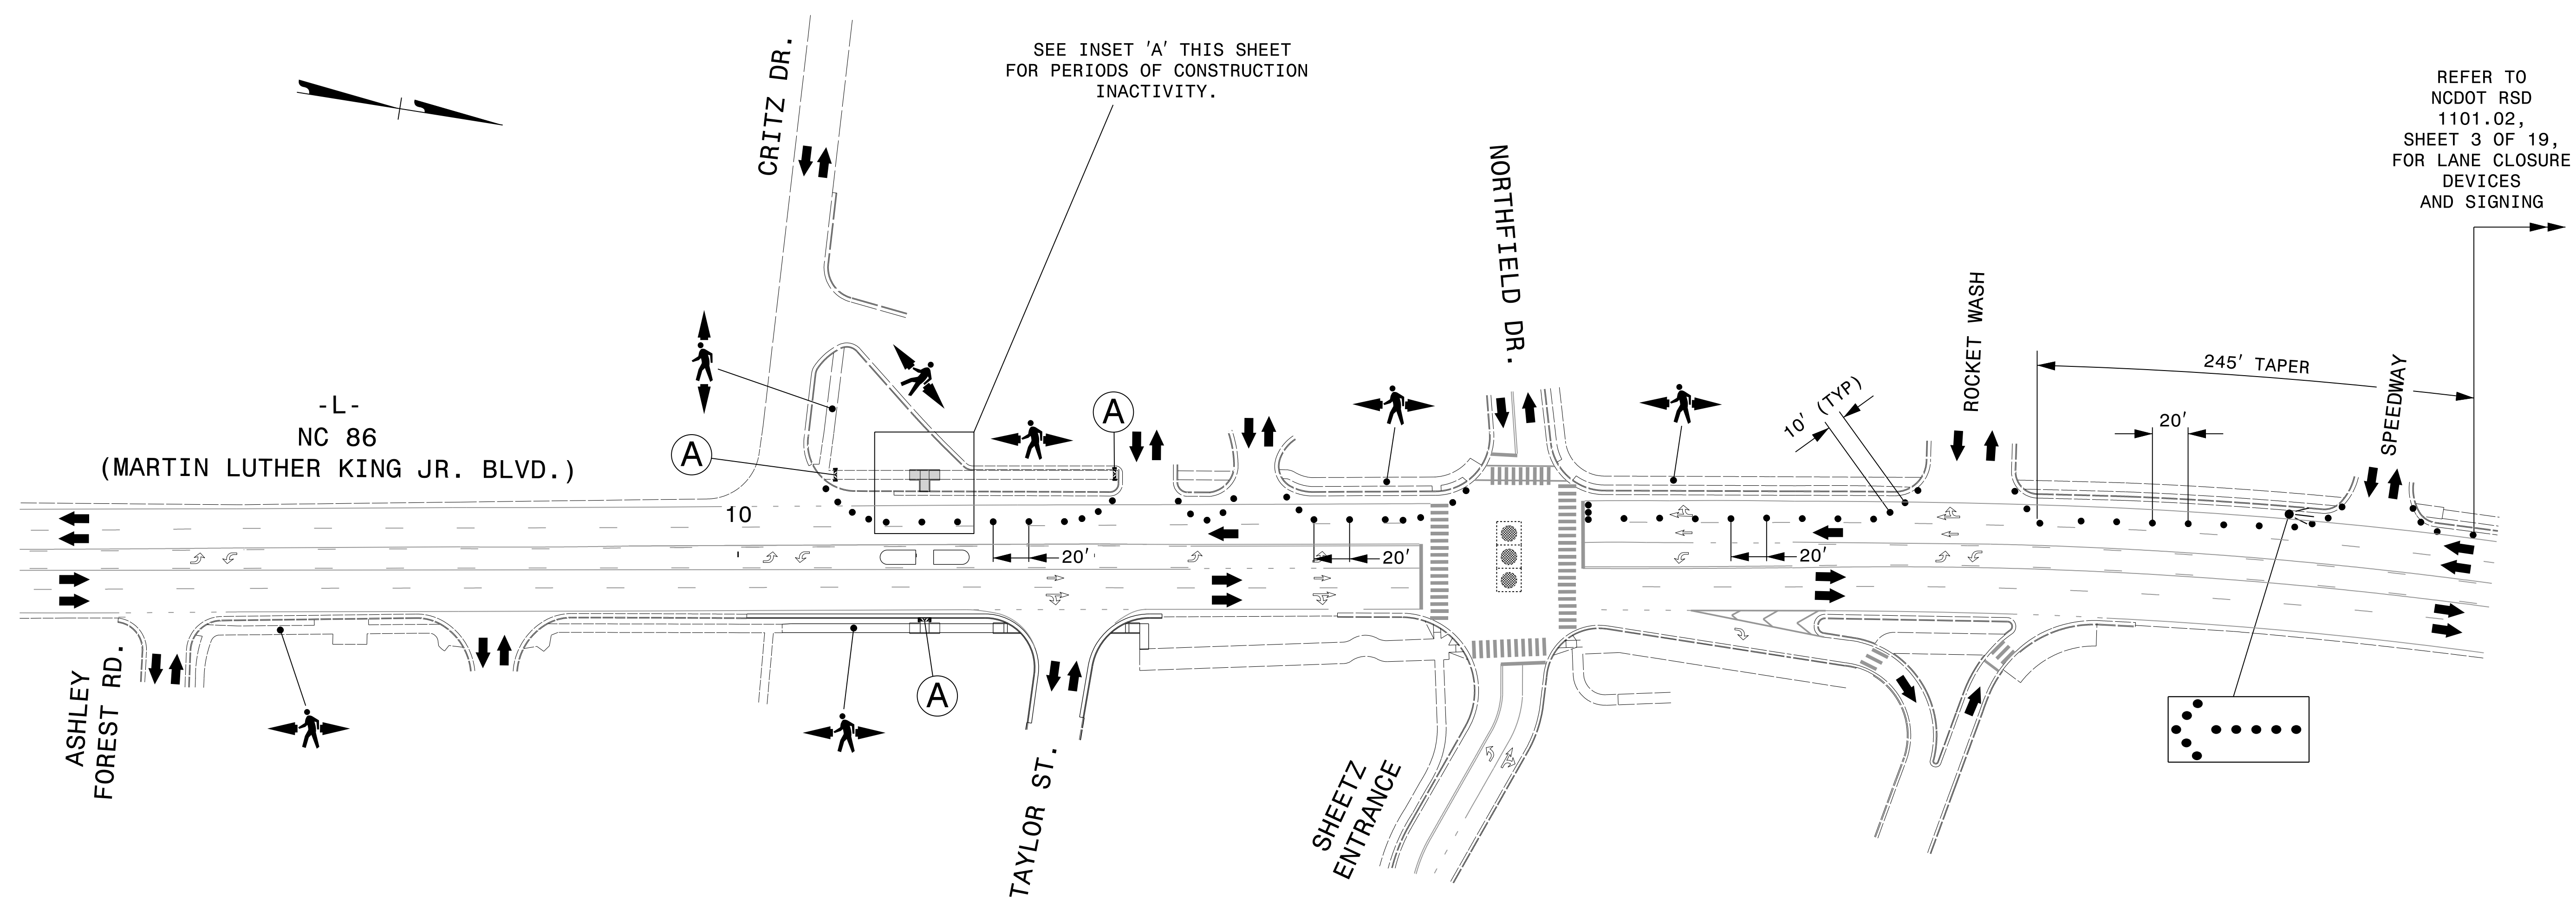 SEE INSET 'A' THIS SHEET
FOR PERIODS OF CONSTRUCTION
INACTIVITY.
REFER TO
NCDOT RSD
1101.02,
SHEET 3 OF 19,
FOR LANE CLOSURE
DEVICES
AND SIGNING
CRITZ DR.
NORTHFIELD DR.
ROCKET WASH
SPEEDWAY
245' TAPER
20'
10' (TYP)
-L-
NC 86
(MARTIN LUTHER KING JR. BLVD.)
A
A
10
20'
20'
20'
A
ASHLEY
FOREST RD.
TAYLOR ST.
SHEETZ
ENTRANCE